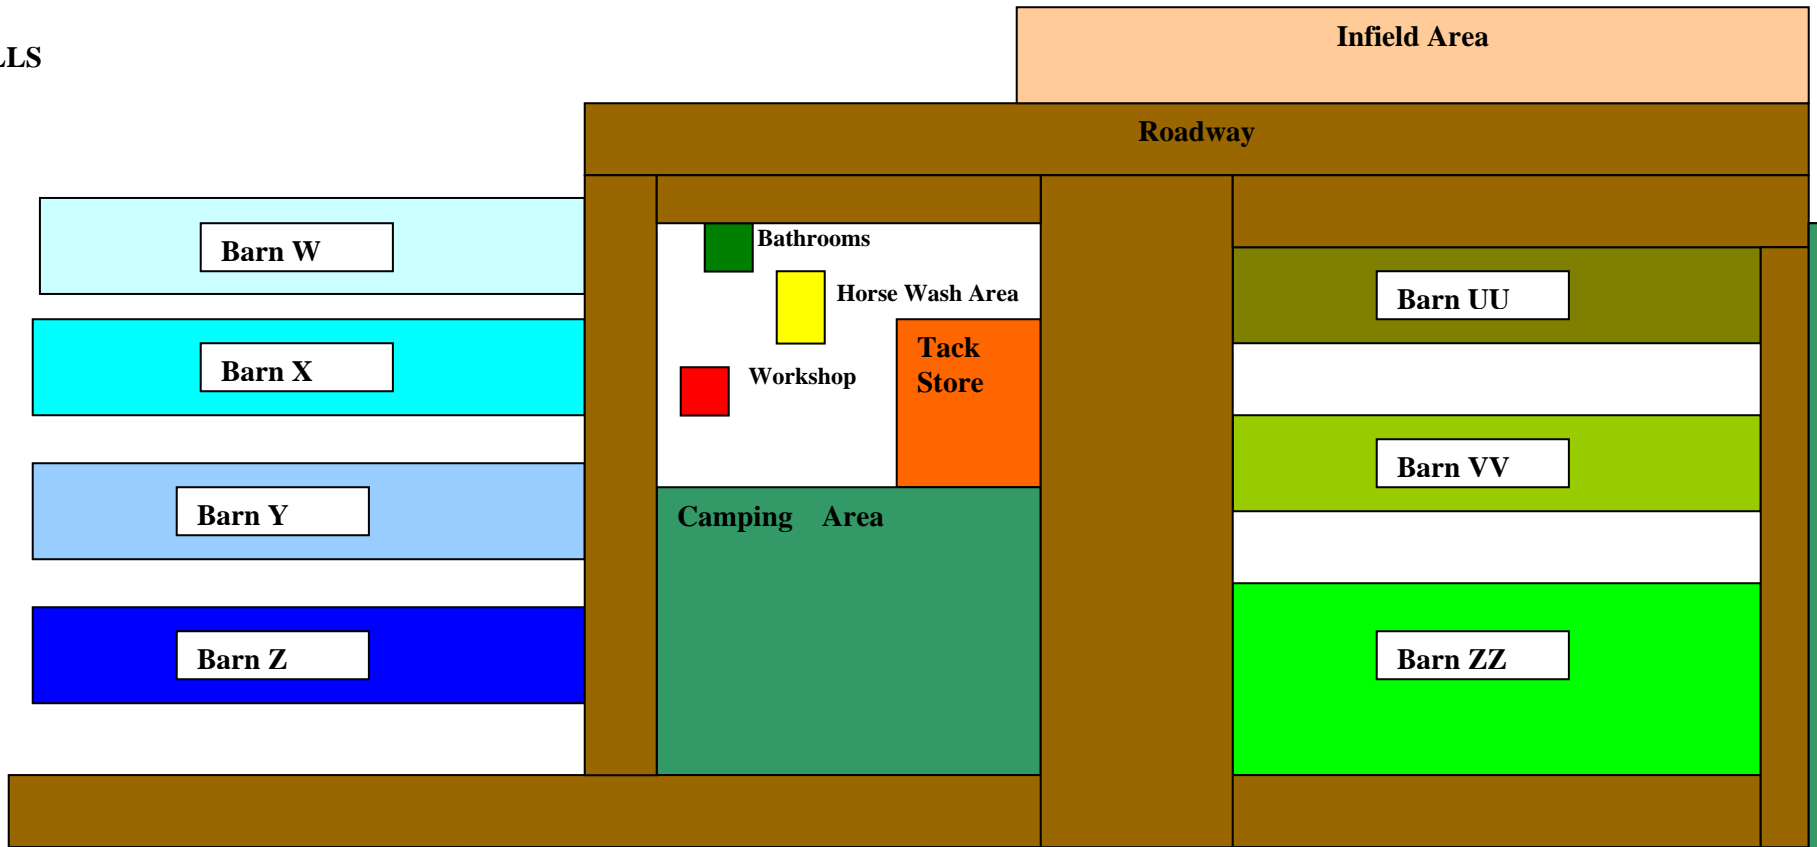 Infield Area
LLS
Roadway
Barn W
Bathrooms
Horse Wash Area
Barn UU
Barn X
Workshop
Tack
Store
Barn VV
Barn Y
Camping Area
Barn Z
Barn ZZ